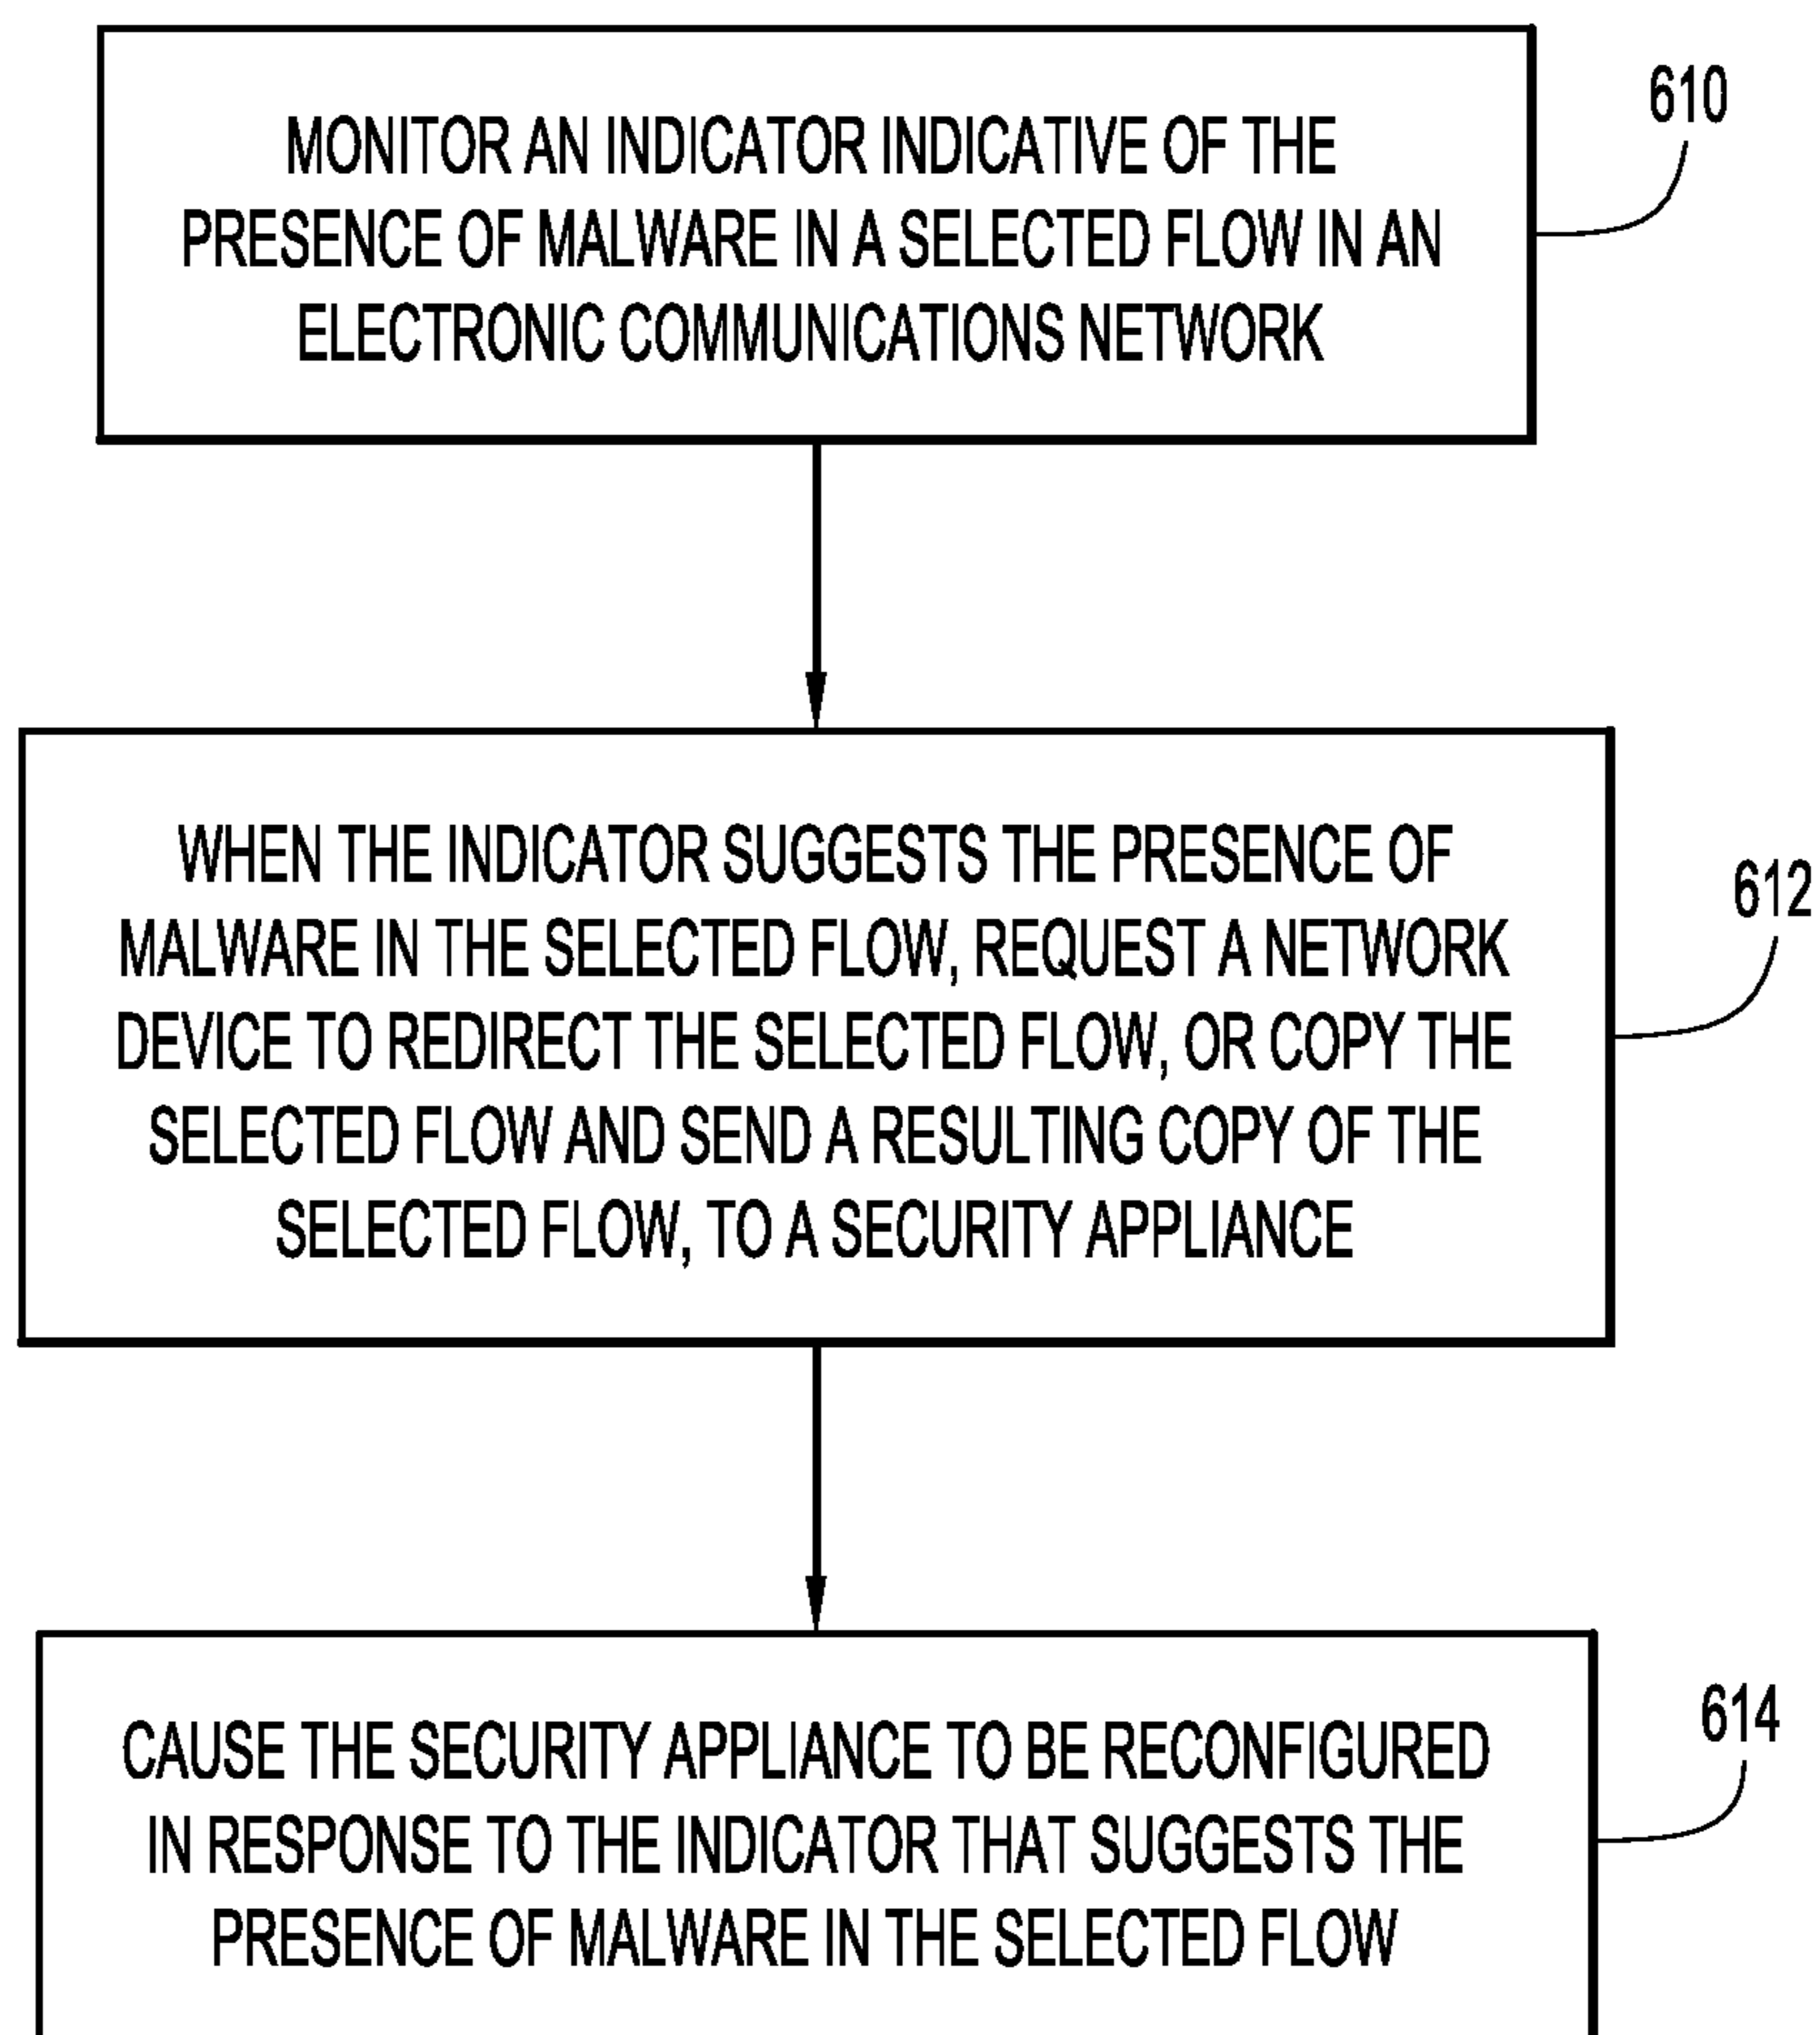 MONITOR AN INDICATOR INDICATIVE OF THE
PRESENCE OF MALWARE IN A SELECTED FLOW IN AN
ELECTRONIC COMMUNICATIONS NETWORK
610
WHEN THE INDICATOR SUGGESTS THE PRESENCE OF
MALWARE IN THE SELECTED FLOW, REQUEST A NETWORK
DEVICE TO REDIRECT THE SELECTED FLOW, OR COPY THE
SELECTED FLOW AND SEND A RESULTING COPY OF THE
SELECTED FLOW, TO A SECURITY APPLIANCE
612
CAUSE THE SECURITY APPLIANCE TO BE RECONFIGURED
IN RESPONSE TO THE INDICATOR THAT SUGGESTS THE
PRESENCE OF MALWARE IN THE SELECTED FLOW
614